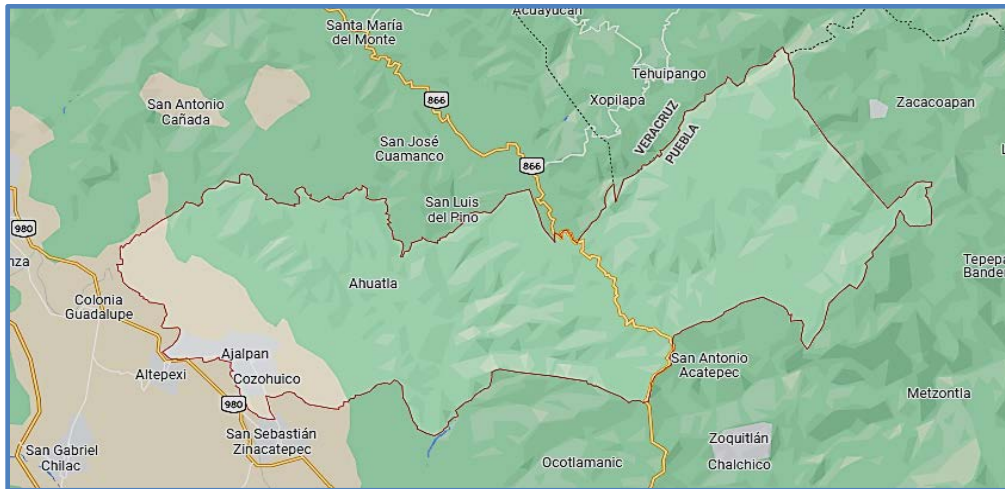 Acuayucan
Santa María
del Monte
Tehuipango
866
Xopilapa
San Antonio
Cañada
Zacacoapan
VERACRUZ
PUEBLA
San José
Cuamanco
L
866
San Luis
del Pino
980
nza
Tepepa
Bander
Ahuatla
Colonia
Guadalupe
Ajalpan
San Antonio
Acatepec
Altepexi
Cozohuico
Metzontla
980
San Sebastián
Zinacatepec
Zoquitlán
San Gabriel
Chilac
Ocotlamanic
Chalchico